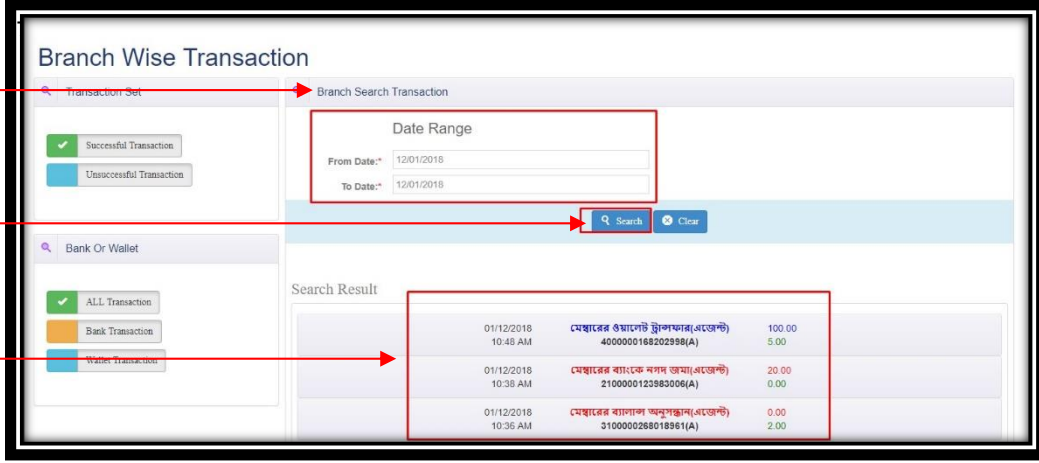 Branch Wise Transaction
Transaction Set
Successful Transaction
Unsuccessful Transaction
Bank Or Wallet
ALL Transaction
Bank Transaction
Wallet Transaction
Branch Search Transaction
Date Range
From Date:* 12/01/2018
To Date:* 12/01/2018
Search Clear
Search Result
01/12/2018 মেম্বারের ওয়ালেট ট্রান্সফার(এজেন্ট) 100.00
10:48 AM 4000000168202998(A) 5.00
01/12/2018 মেম্বারের ব্যাংকে নগদ জমা(এজেন্ট) 20.00
10:38 AM 2100000123983006(A) 0.00
01/12/2018 মেম্বারের ব্যালান্স অনুসন্ধান(এজেন্ট) 0.00
10:36 AM 3100000268018961(A) 2.00